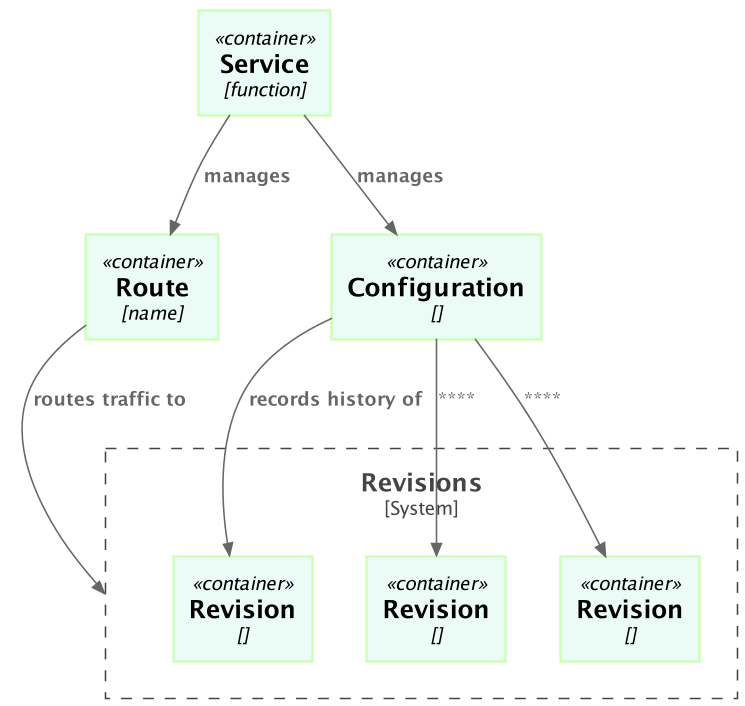 «container»
Service
[function]
manages
manages
«container»
Route
[name]
«container»
Configuration
[]
routes traffic to
records history of
****
****
Revisions
[System]
«container»
Revision
[]
«container»
Revision
[]
«container»
Revision
[]